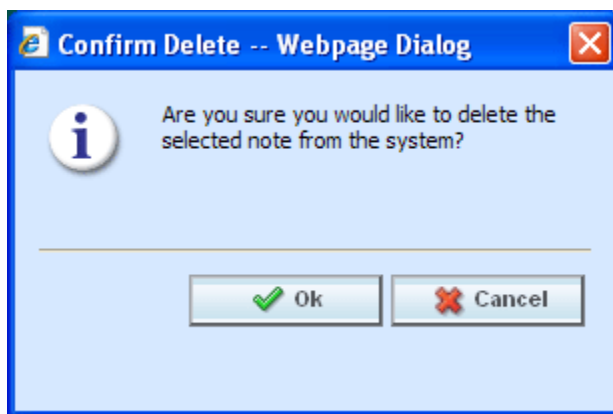 Confirm Delete -- Webpage Dialog
Are you sure you would like to delete the
selected note from the system?
Ok
Cancel